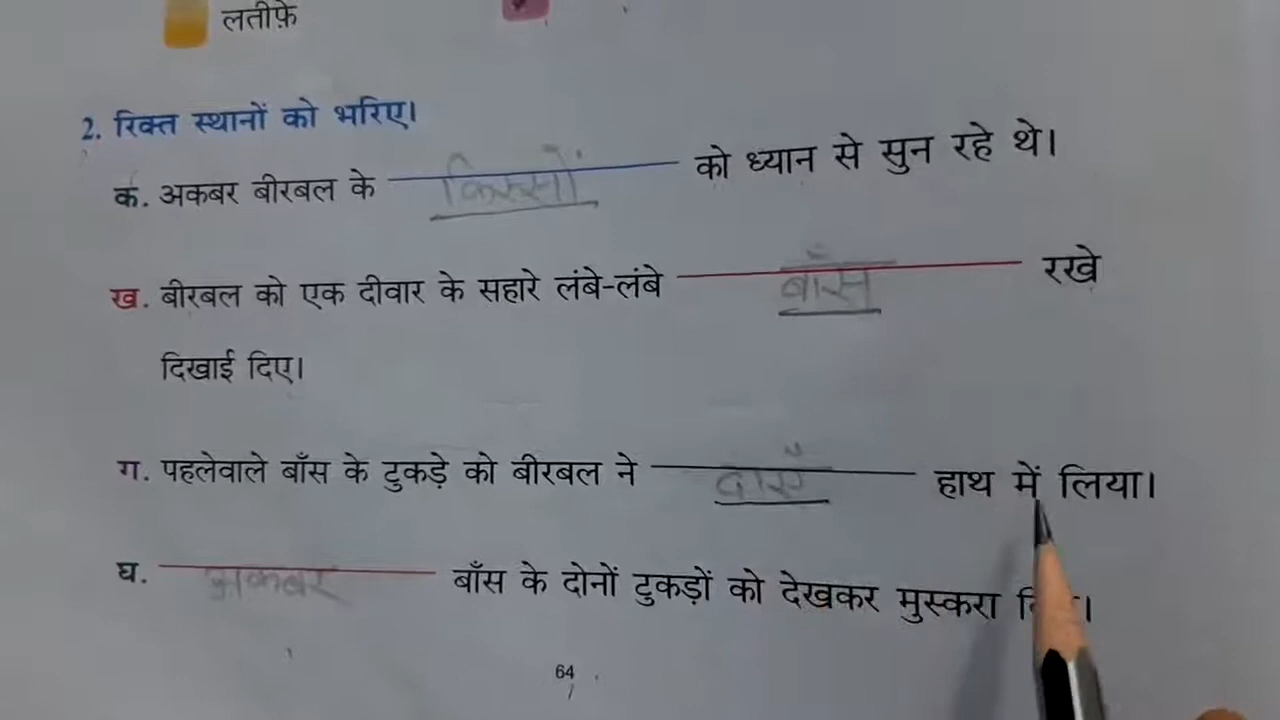 लतीफ़े
2. रिक्त स्थानों को भरिए।
क. अकबर बीरबल के किस्सों को ध्यान से सुन रहे थे।
ख. बीरबल को एक दीवार के सहारे लंबे-लंबे बाँस रखे
दिखाई दिए।
ग. पहलेवाले बाँस के टुकड़े को बीरबल ने दाएँ हाथ में लिया।
घ. अकबर बाँस के दोनों टुकड़ों को देखकर मुस्करा
64